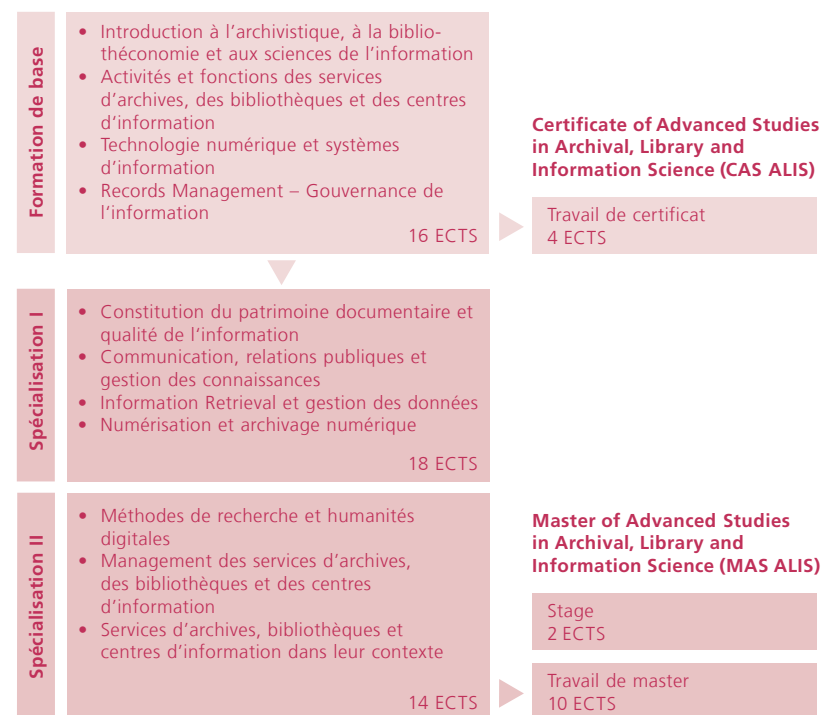 Formation de base
• Introduction à l'archivistique, à la biblio-
théconomie et aux sciences de l'information
• Activités et fonctions des services
d'archives, des bibliothèques et des centres
d'information
• Technologie numérique et systèmes
d'information
• Records Management – Gouvernance de
l'information
16 ECTS
Certificate of Advanced Studies
in Archival, Library and
Information Science (CAS ALIS)
Travail de certificat
4 ECTS
Spécialisation I
• Constitution du patrimoine documentaire et
qualité de l'information
• Communication, relations publiques et
gestion des connaissances
• Information Retrieval et gestion des données
• Numérisation et archivage numérique
18 ECTS
Spécialisation II
• Méthodes de recherche et humanités
digitales
• Management des services d'archives,
des bibliothèques et des centres
d'information
• Services d'archives, bibliothèques et
centres d'information dans leur contexte
14 ECTS
Master of Advanced Studies
in Archival, Library and
Information Science (MAS ALIS)
Stage
2 ECTS
Travail de master
10 ECTS